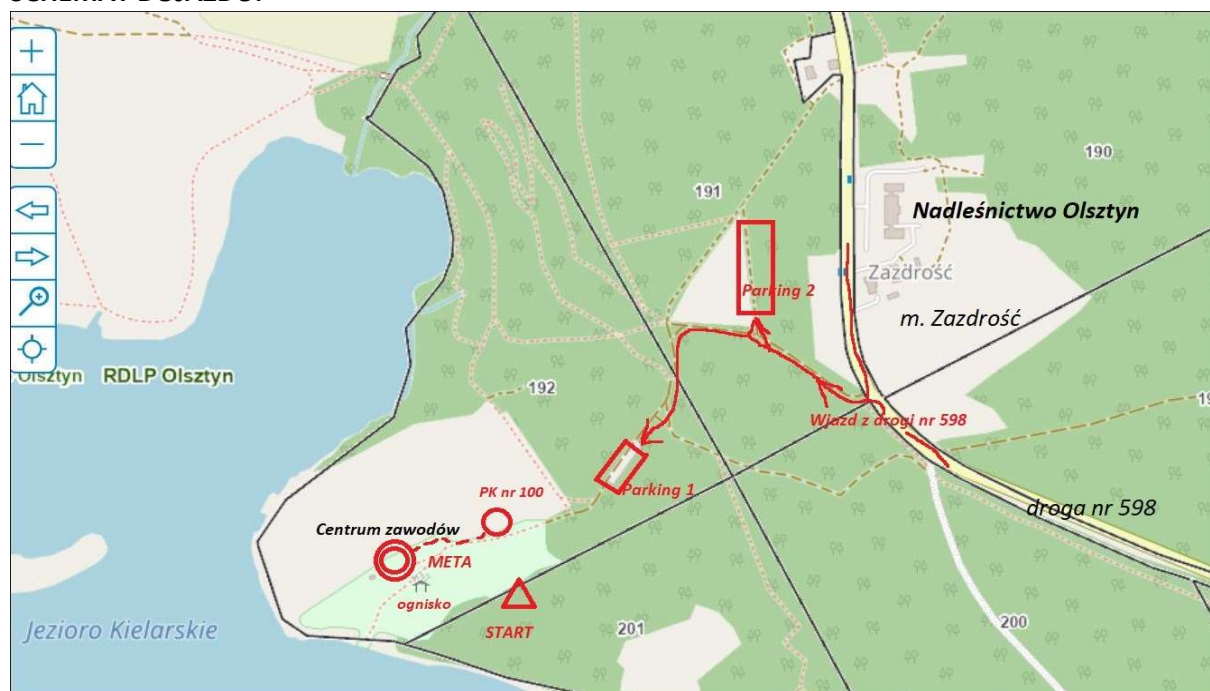 190
191
Nadleśnictwo Olsztyn
Zazdrość
Parking 2
m. Zazdrość
Olsztyn RDLP Olsztyn
192
Wjazd z drogi nr 598
Parking 1
PK nr 100
droga nr 598
Centrum zawodów
META
ognisko
START
Jezioro Kielarskie
201
200